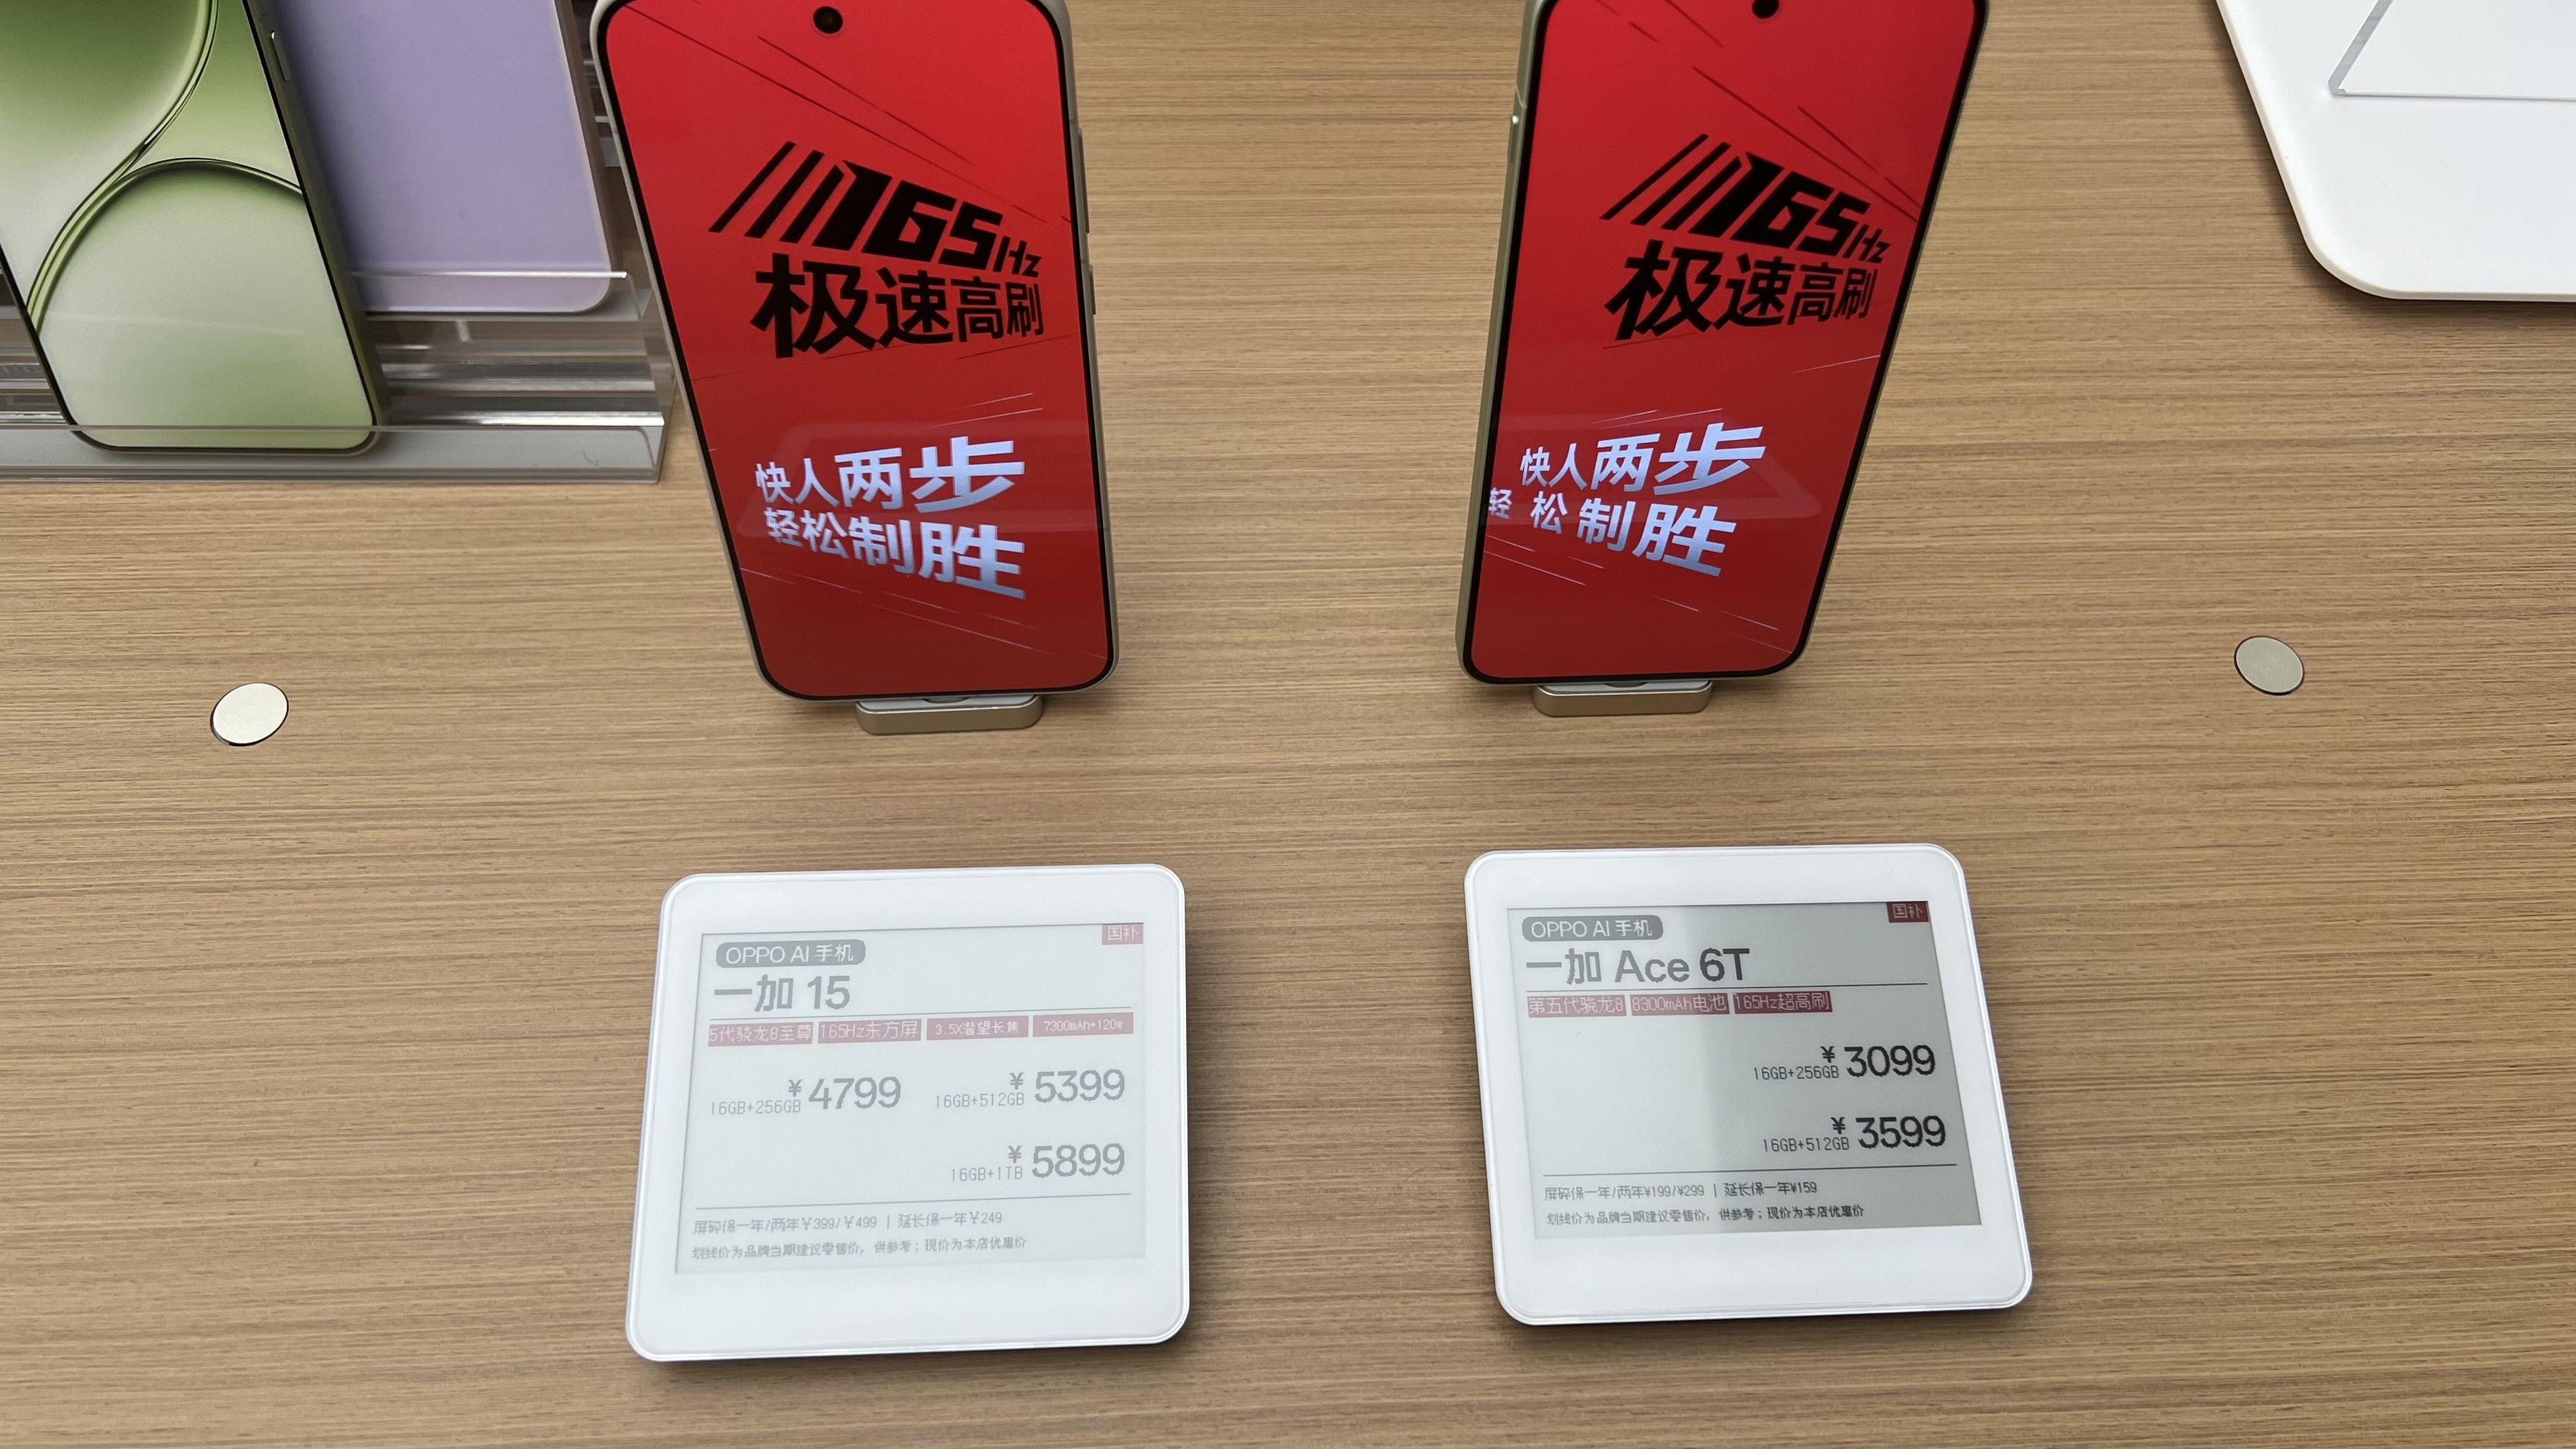 165Hz
极速高刷
快人两步
轻松制胜
165Hz
极速高刷
快人两步
轻松制胜
OPPO AI 手机
国补
一加 15
5代骁龙8至尊 165Hz东方屏 3.5X潜望长焦 7300mAh+120w
16GB+256GB ¥4799 16GB+512GB ¥5399
16GB+1TB ¥5899
屏碎保一年/两年¥399/¥499 | 延长保一年¥249
划线价为品牌当期建议零售价，供参考；现价为本店优惠价
OPPO AI 手机
国补
一加 Ace 6T
第五代骁龙8 8300mAh电池 165Hz超高刷
16GB+256GB ¥3099
16GB+512GB ¥3599
屏碎保一年/两年¥199/¥299 | 延长保一年¥159
划线价为品牌当期建议零售价，供参考；现价为本店优惠价